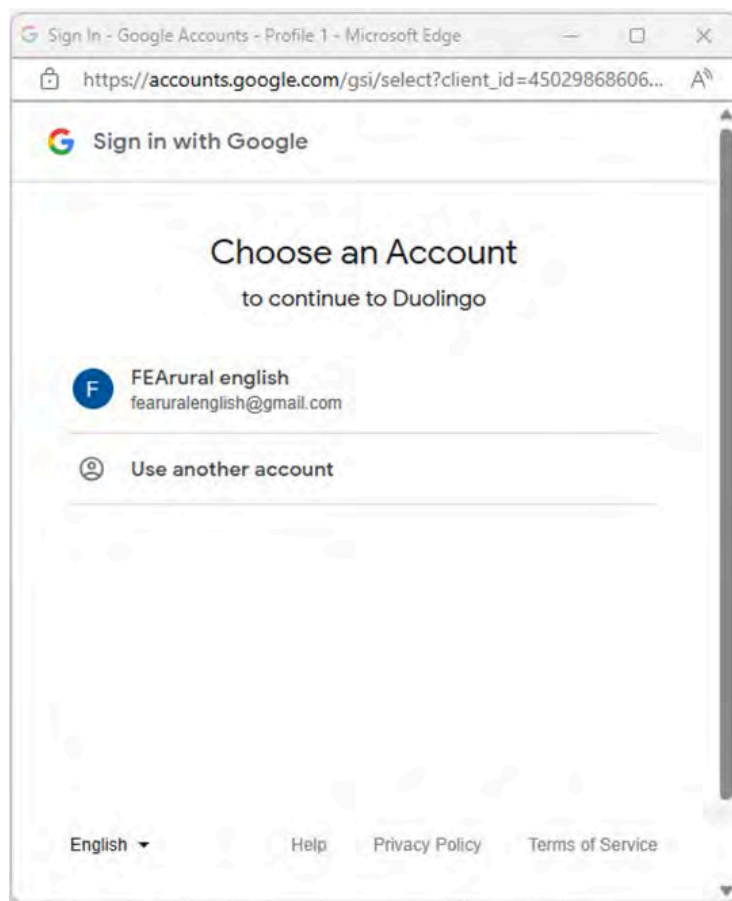 Sign In - Google Accounts - Profile 1 - Microsoft Edge
https://accounts.google.com/gsi/select?client_id=45029868606...
Sign in with Google
Choose an Account
to continue to Duolingo
F
FEArural english
fearuralenglish@gmail.com
Use another account
English
Help Privacy Policy Terms of Service